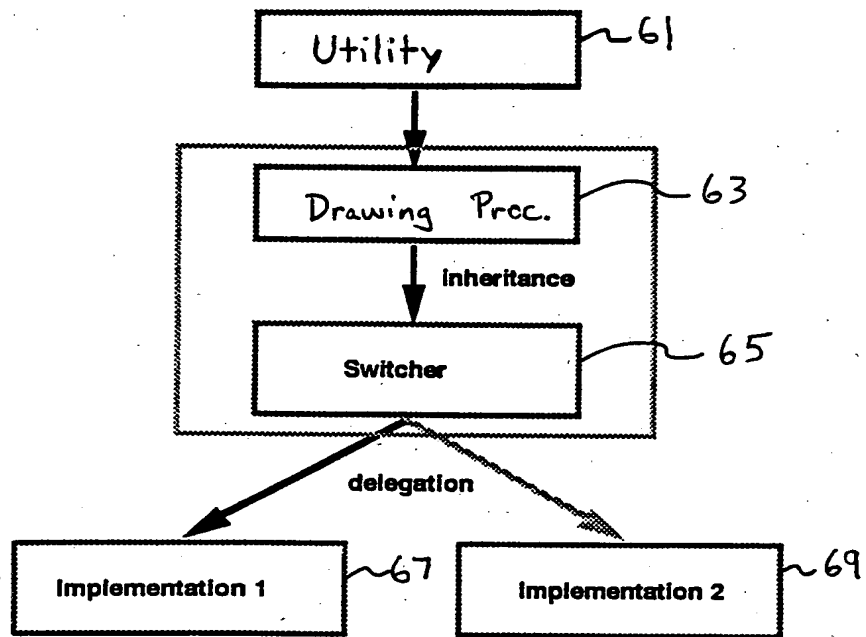 Utility
61
Drawing Proc.
63
inheritance
Switcher
65
delegation
Implementation 1
67
Implementation 2
69